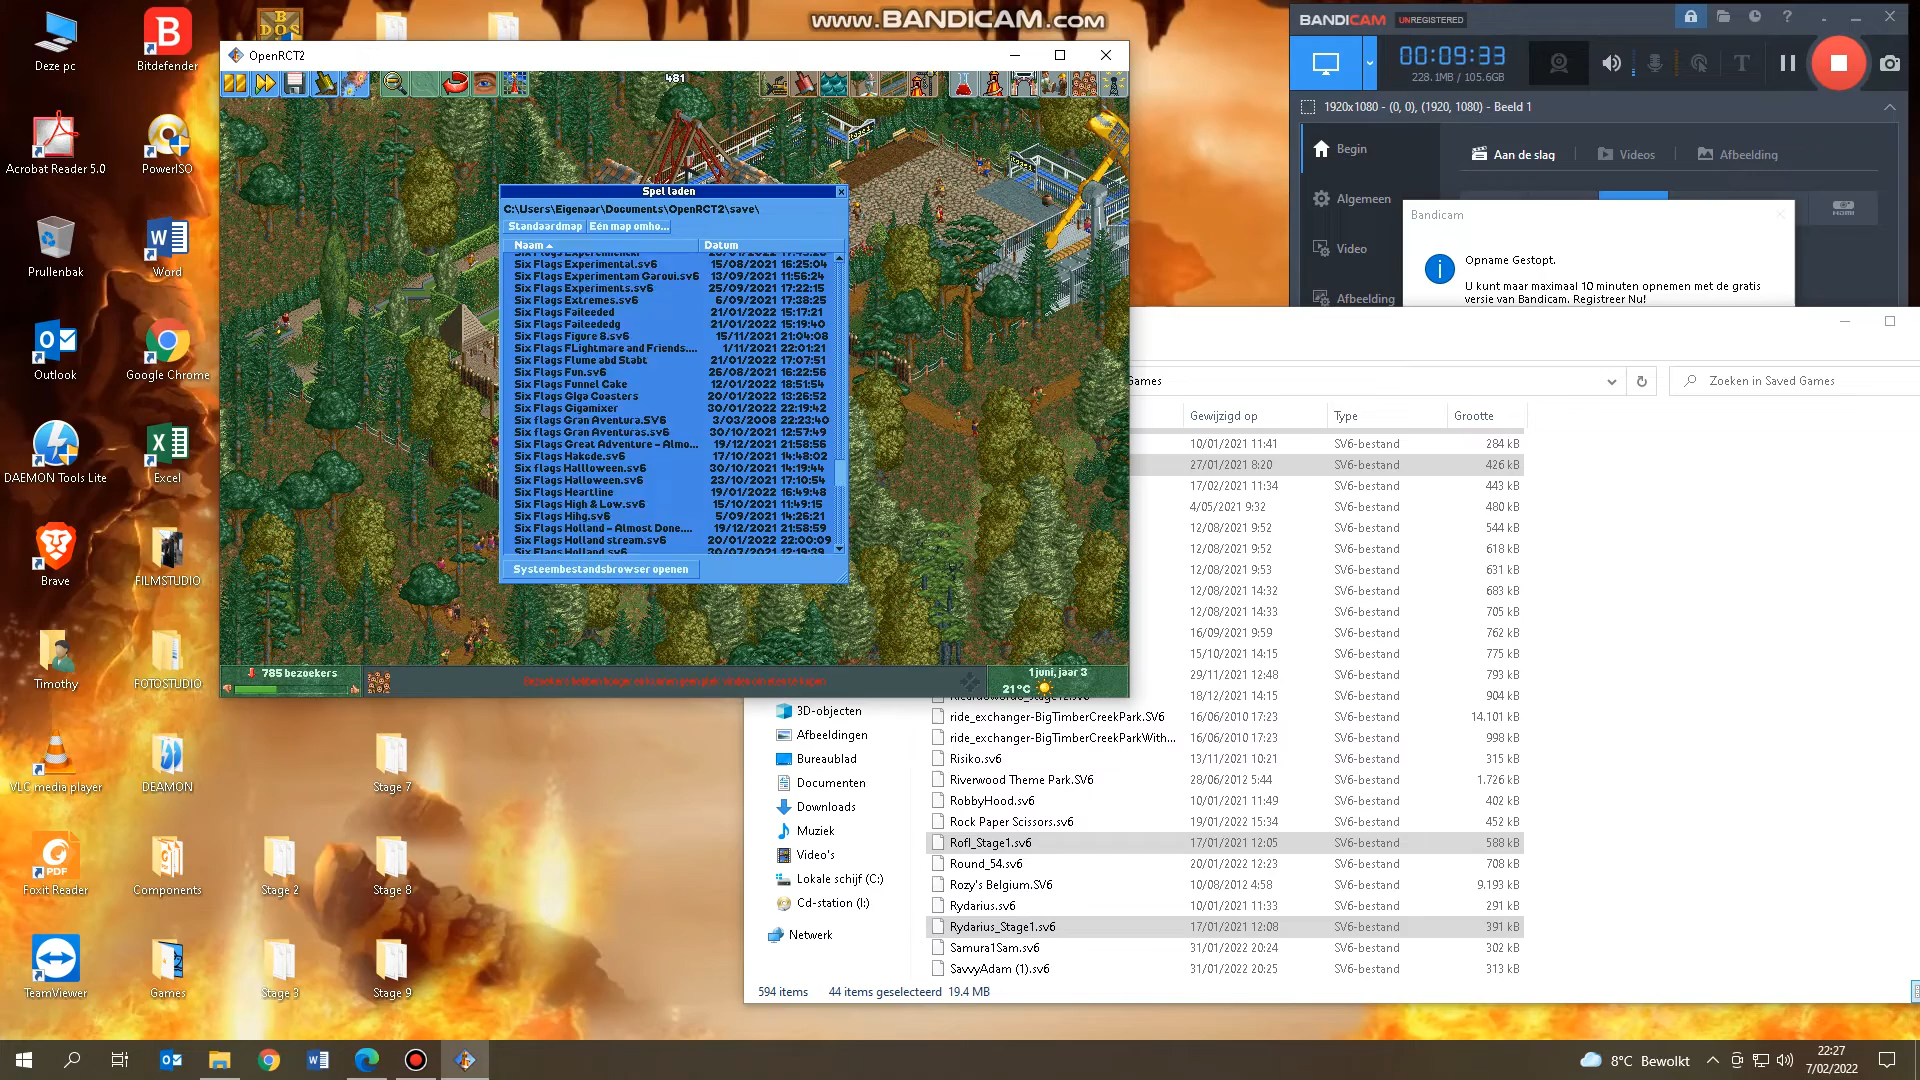 www.BANDICAM.com
Deze pc
Bitdefender
Acrobat Reader 5.0
PowerISO
Prullenbak
Word
Outlook
Google Chrome
DAEMON Tools Lite
Excel
Brave
FILMSTUDIO
Timothy
FOTOSTUDIO
VLC media player
DEAMON
Stage 7
Foxit Reader
Components
Stage 2
Stage 8
TeamViewer
Games
Stage 3
Stage 9
OpenRCT2
481
Spel laden
C:\Users\Eigenaar\Documents\OpenRCT2\save\
Standaardmap
Eén map omho...
Naam
Datum
Six Flags Experimental.sv6 15/08/2021 16:25:04
Six Flags Experimentam Garoui.sv6 13/09/2021 11:56:24
Six Flags Experiments.sv6 25/09/2021 17:22:15
Six Flags Extremes.sv6 6/09/2021 17:38:25
Six Flags Faileeded 21/01/2022 15:17:21
Six Flags Faileededg 21/01/2022 15:19:40
Six Flags Figure 8.sv6 15/11/2021 21:04:08
Six Flags FLightmare and Friends.... 1/11/2021 22:01:21
Six Flags Flume abd Stabt 21/01/2022 17:07:51
Six Flags Fun.sv6 26/08/2021 16:22:56
Six Flags Funnel Cake 12/01/2022 18:51:54
Six Flags Giga Coasters 20/01/2022 13:26:52
Six Flags Gigamixer 30/01/2022 22:19:42
Six flags Gran Aventura.SV6 3/03/2008 22:23:40
Six flags Gran Aventuras.sv6 30/10/2021 12:57:49
Six Flags Great Adventure - Almo... 19/12/2021 21:58:56
Six Flags Hakode.sv6 17/10/2021 14:48:02
Six flags Hallloween.sv6 30/10/2021 14:19:44
Six Flags Halloween.sv6 23/10/2021 17:10:54
Six Flags Heartline 19/01/2022 16:49:48
Six Flags High & Low.sv6 15/10/2021 11:49:15
Six Flags Hihg.sv6 5/09/2021 14:26:21
Six Flags Holland - Almost Done.... 19/12/2021 21:58:59
Six Flags Holland stream.sv6 20/01/2022 22:00:09
Six Flags Holland.sv6 30/07/2021 12:19:39
Systeembestandsbrowser openen
785 bezoekers
1 juni, jaar 3
21°C
BANDICAM UNREGISTERED
00:09:33
228.1MB / 105.6GB
1920x1080 - (0, 0), (1920, 1080) - Beeld 1
Begin
Aan de slag
Videos
Afbeelding
Algemeen
Video
Afbeelding
HDMI
Bandicam
Opname Gestopt.
U kunt maar maximaal 10 minuten opnemen met de gratis
versie van Bandicam. Registreer Nu!
Games
Zoeken in Saved Games
Gewijzigd op Type Grootte
10/01/2021 11:41 SV6-bestand 284 kB
27/01/2021 8:20 SV6-bestand 426 kB
17/02/2021 11:34 SV6-bestand 443 kB
4/05/2021 9:32 SV6-bestand 480 kB
12/08/2021 9:52 SV6-bestand 544 kB
12/08/2021 9:52 SV6-bestand 618 kB
12/08/2021 9:53 SV6-bestand 631 kB
12/08/2021 14:32 SV6-bestand 683 kB
12/08/2021 14:33 SV6-bestand 705 kB
16/09/2021 9:59 SV6-bestand 762 kB
15/10/2021 14:15 SV6-bestand 775 kB
29/11/2021 12:48 SV6-bestand 793 kB
18/12/2021 14:15 SV6-bestand 904 kB
ride_exchanger-BigTimberCreekPark.SV6 16/06/2010 17:23 SV6-bestand 14.101 kB
ride_exchanger-BigTimberCreekParkWith... 16/06/2010 17:23 SV6-bestand 998 kB
Risiko.sv6 13/11/2021 10:21 SV6-bestand 315 kB
Riverwood Theme Park.SV6 28/06/2012 5:44 SV6-bestand 1.726 kB
RobbyHood.sv6 10/01/2021 11:49 SV6-bestand 402 kB
Rock Paper Scissors.sv6 19/01/2022 15:34 SV6-bestand 452 kB
Rofl_Stage1.sv6 17/01/2021 12:05 SV6-bestand 588 kB
Round_54.sv6 20/01/2022 12:23 SV6-bestand 708 kB
Rozy's Belgium.SV6 10/08/2012 4:58 SV6-bestand 9.193 kB
Rydarius.sv6 10/01/2021 11:33 SV6-bestand 291 kB
Rydarius_Stage1.sv6 17/01/2021 12:08 SV6-bestand 391 kB
Samura1Sam.sv6 31/01/2022 20:24 SV6-bestand 302 kB
SavvyAdam (1).sv6 31/01/2022 20:25 SV6-bestand 313 kB
3D-objecten
Afbeeldingen
Bureaublad
Documenten
Downloads
Muziek
Video's
Lokale schijf (C:)
Cd-station (I:)
Netwerk
594 items 44 items geselecteerd 19.4 MB
8°C Bewolkt
22:27
7/02/2022